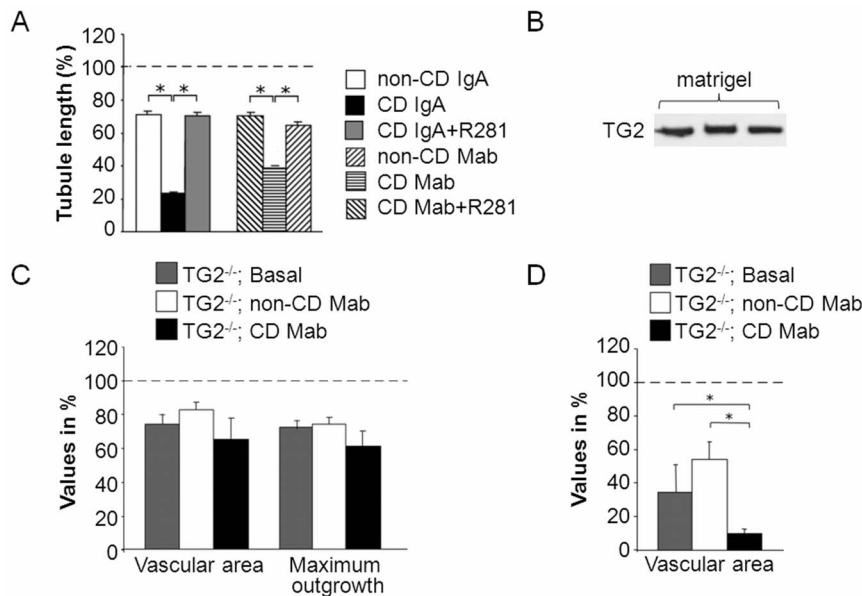 A
Tubule length (%)
120
100
80
60
40
20
0
* * * *
non-CD IgA
CD IgA
CD IgA+R281
non-CD Mab
CD Mab
CD Mab+R281
B
matrigel
TG2
C
TG2-/-; Basal
TG2-/-; non-CD Mab
TG2-/-; CD Mab
Values in %
120
100
80
60
40
20
0
Vascular area
Maximum
outgrowth
D
TG2-/-; Basal
TG2-/-; non-CD Mab
TG2-/-; CD Mab
Values in %
120
100
80
60
40
20
0
*
*
Vascular area